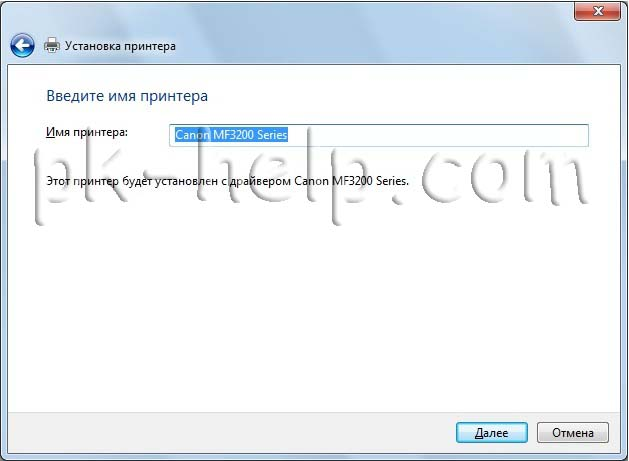 Установка принтера
Введите имя принтера
Имя принтера: Canon MF3200 Series
pk-help.com
Этот принтер будет установлен с драйвером Canon MF3200 Series.
Далее Отмена